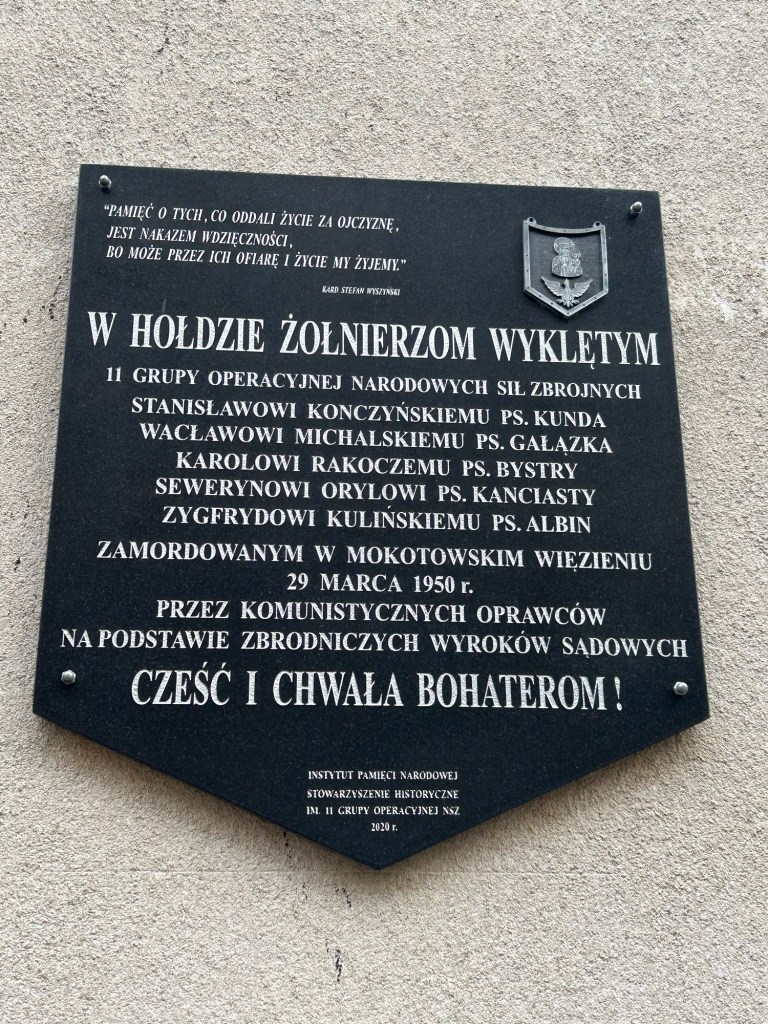 "PAMIĘĆ O TYCH, CO ODDALI ŻYCIE ZA OJCZYZNĘ,
JEST NAKAZEM WDZIĘCZNOŚCI,
BO MOŻE PRZEZ ICH OFIARĘ I ŻYCIE MY ŻYJEMY."
KARD. STEFAN WYSZYŃSKI
W HOŁDZIE ŻOŁNIERZOM WYKLĘTYM
11 GRUPY OPERACYJNEJ NARODOWYCH SIŁ ZBROJNYCH
STANISŁAWOWI KONCZYŃSKIEMU PS. KUNDA
WACŁAWOWI MICHALSKIEMU PS. GAŁĄZKA
KAROLOWI RAKOCZEMU PS. BYSTRY
SEWERYNOWI ORYLOWI PS. KANCIASTY
ZYGFRYDOWI KULIŃSKIEMU PS. ALBIN
ZAMORDOWANYM W MOKOTOWSKIM WIĘZIENIU
29 MARCA 1950 r.
PRZEZ KOMUNISTYCZNYCH OPRAWCÓW
NA PODSTAWIE ZBRODNICZYCH WYROKÓW SĄDOWYCH
CZEŚĆ I CHWAŁA BOHATEROM!
INSTYTUT PAMIĘCI NARODOWEJ
STOWARZYSZENIE HISTORYCZNE
IM. 11 GRUPY OPERACYJNEJ NSZ
2020 r.